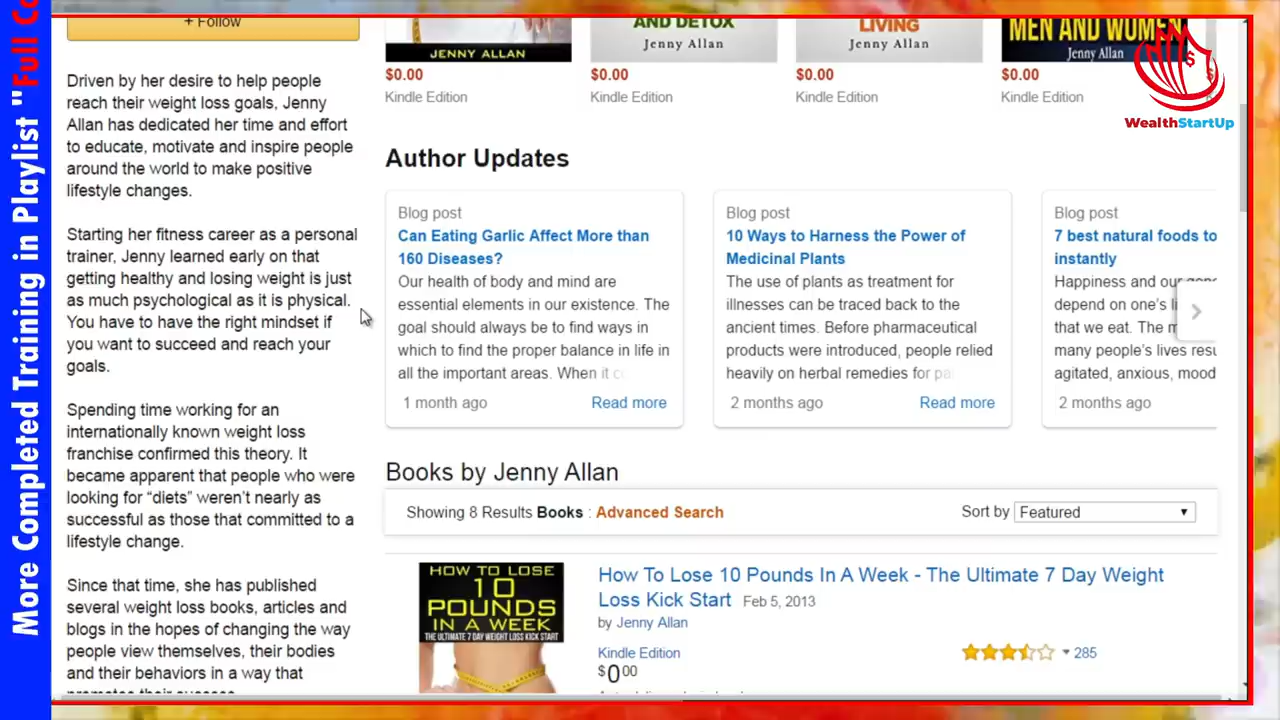 More Completed Training in Playlist "Full Co
+ Follow
Driven by her desire to help people
reach their weight loss goals, Jenny
Allan has dedicated her time and effort
to educate, motivate and inspire people
around the world to make positive
lifestyle changes.
Starting her fitness career as a personal
trainer, Jenny learned early on that
getting healthy and losing weight is just
as much psychological as it is physical.
You have to have the right mindset if
you want to succeed and reach your
goals.
Spending time working for an
internationally known weight loss
franchise confirmed this theory. It
became apparent that people who were
looking for “diets” weren’t nearly as
successful as those that committed to a
lifestyle change.
Since that time, she has published
several weight loss books, articles and
blogs in the hopes of changing the way
people view themselves, their bodies
and their behaviors in a way that
JENNY ALLAN
$0.00
Kindle Edition
AND DETOX
Jenny Allan
$0.00
Kindle Edition
LIVING
Jenny Allan
$0.00
Kindle Edition
MEN AND WOMEN
Jenny Allan
$0.00
Kindle Edition
WealthStartUp
Author Updates
Blog post
Can Eating Garlic Affect More than
160 Diseases?
Our health of body and mind are
essential elements in our existence. The
goal should always be to find ways in
which to find the proper balance in life in
all the important areas. When it c
1 month ago Read more
Blog post
10 Ways to Harness the Power of
Medicinal Plants
The use of plants as treatment for
illnesses can be traced back to the
ancient times. Before pharmaceutical
products were introduced, people relied
heavily on herbal remedies for pa
2 months ago Read more
Blog post
7 best natural foods to
instantly
Happiness and our
depend on one’s li
that we eat. The m
many people’s lives resu
agitated, anxious, mood
2 months ago
Books by Jenny Allan
Showing 8 Results Books : Advanced Search
Sort by Featured
HOW TO LOSE
10
POUNDS
IN A WEEK
THE ULTIMATE 7 DAY WEIGHT LOSS KICK START
How To Lose 10 Pounds In A Week - The Ultimate 7 Day Weight
Loss Kick Start Feb 5, 2013
by Jenny Allan
Kindle Edition
$0.00
285